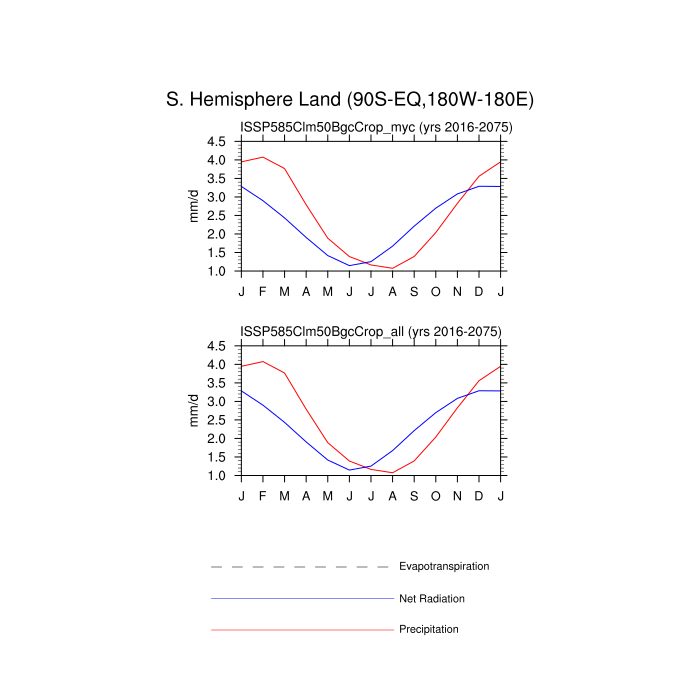 S. Hemisphere Land (90S-EQ,180W-180E)
ISSP585Clm50BgcCrop_myc (yrs 2016-2075)
4.5
4.0
3.5
3.0
2.5
2.0
1.5
1.0
mm/d
J F M A M J J A S O N D J
ISSP585Clm50BgcCrop_all (yrs 2016-2075)
4.5
4.0
3.5
3.0
2.5
2.0
1.5
1.0
mm/d
J F M A M J J A S O N D J
Evapotranspiration
Net Radiation
Precipitation